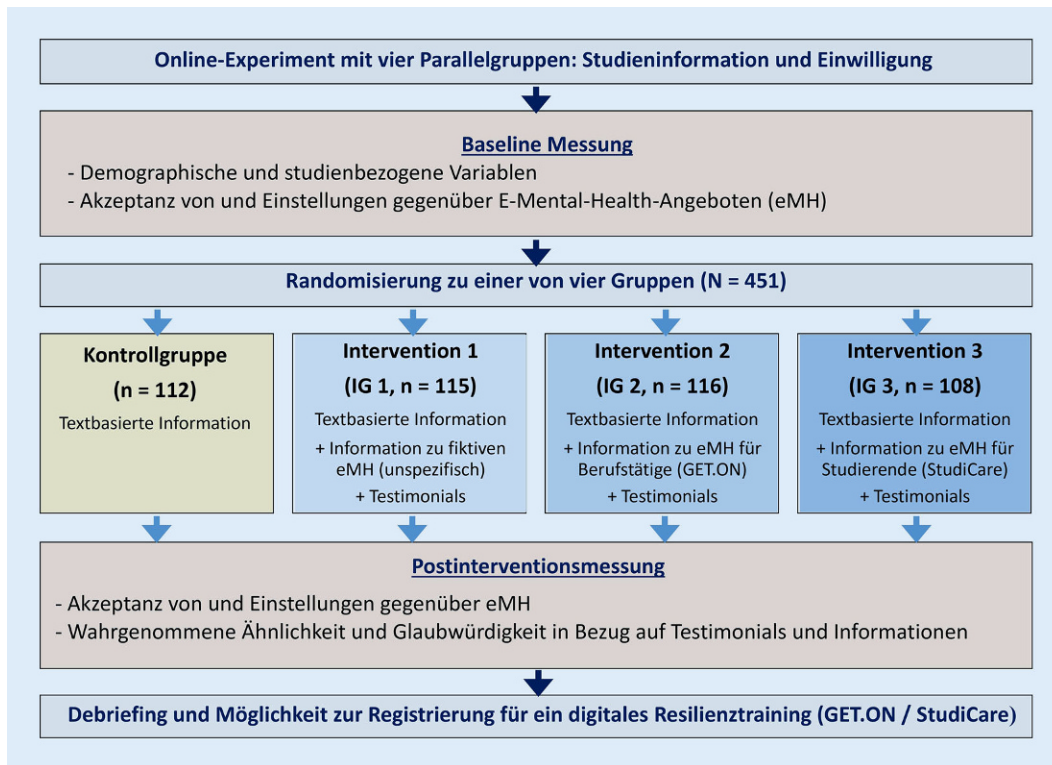 Online-Experiment mit vier Parallelgruppen: Studieninformation und Einwilligung
Baseline Messung
- Demographische und studienbezogene Variablen
- Akzeptanz von und Einstellungen gegenüber E-Mental-Health-Angeboten (eMH)
Randomisierung zu einer von vier Gruppen (N = 451)
Kontrollgruppe
(n = 112)
Textbasierte Information
Intervention 1
(IG 1, n = 115)
Textbasierte Information
+ Information zu fiktiven
eMH (unspezifisch)
+ Testimonials
Intervention 2
(IG 2, n = 116)
Textbasierte Information
+ Information zu eMH für
Berufstätige (GET.ON)
+ Testimonials
Intervention 3
(IG 3, n = 108)
Textbasierte Information
+ Information zu eMH für
Studierende (StudiCare)
+ Testimonials
Postinterventionsmessung
- Akzeptanz von und Einstellungen gegenüber eMH
- Wahrgenommene Ähnlichkeit und Glaubwürdigkeit in Bezug auf Testimonials und Informationen
Debriefing und Möglichkeit zur Registrierung für ein digitales Resilienztraining (GET.ON / StudiCare)